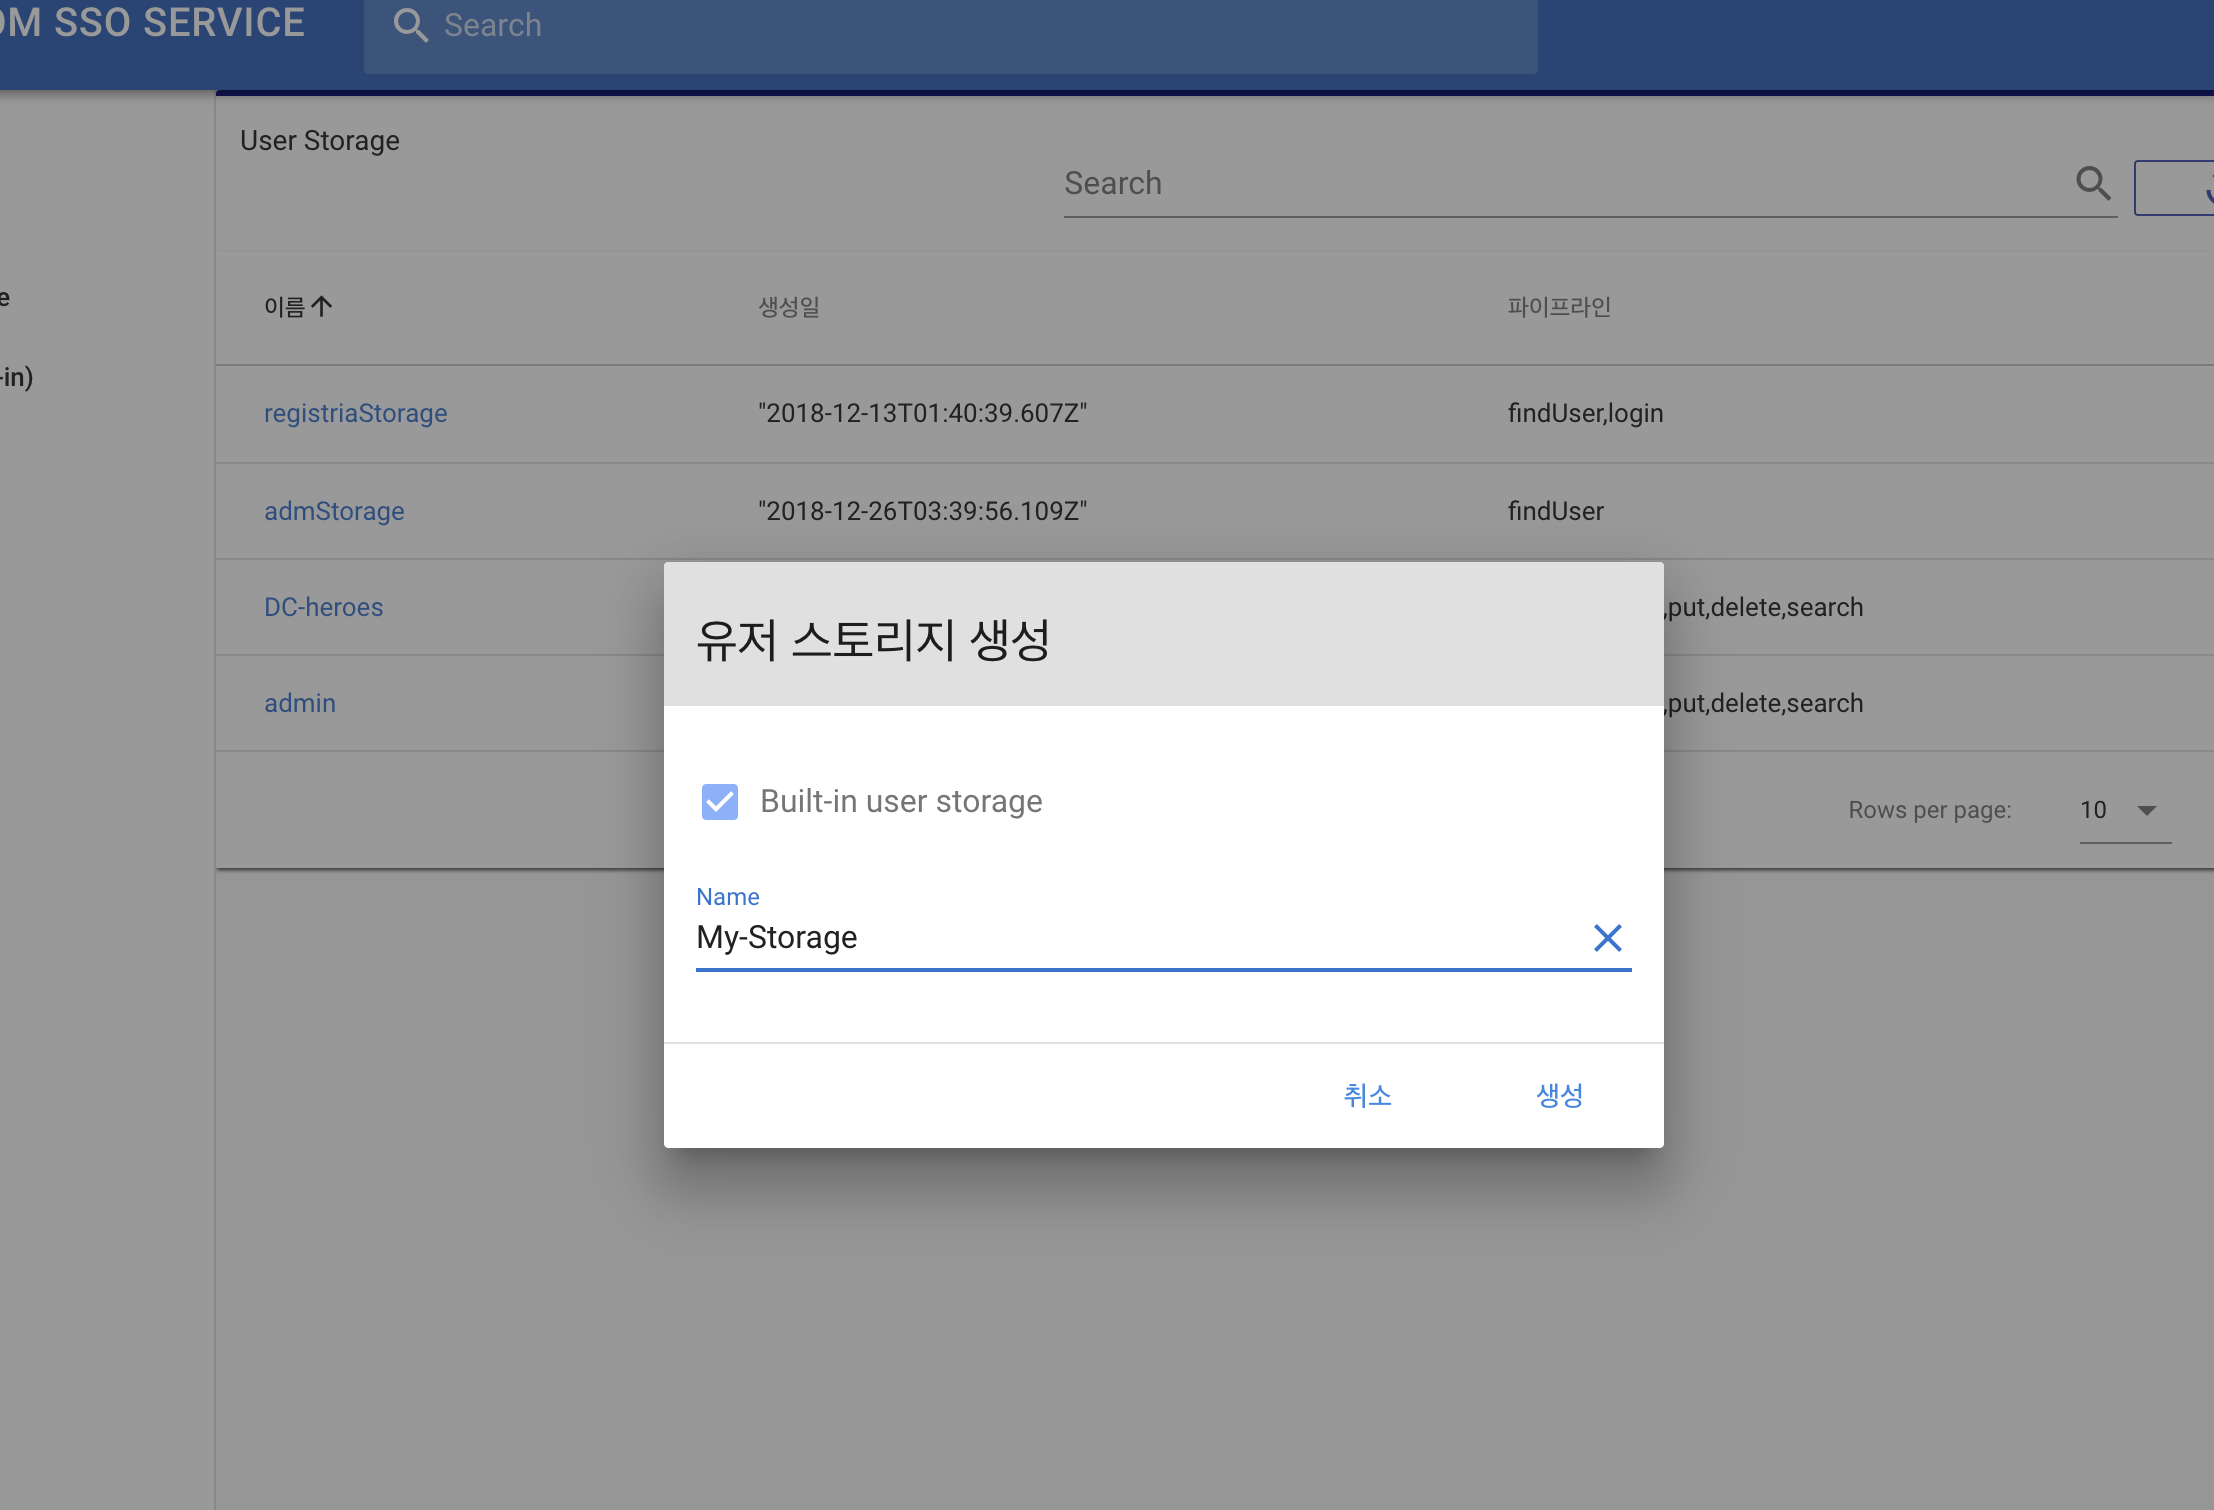 OM SSO SERVICE
Search
User Storage
Search
이름
생성일
파이프라인
registriaStorage
"2018-12-13T01:40:39.607Z"
findUser,login
admStorage
"2018-12-26T03:39:56.109Z"
findUser
DC-heroes
,put,delete,search
admin
,put,delete,search
Rows per page:
10
e
-in)
유저 스토리지 생성
Built-in user storage
Name
My-Storage
취소
생성